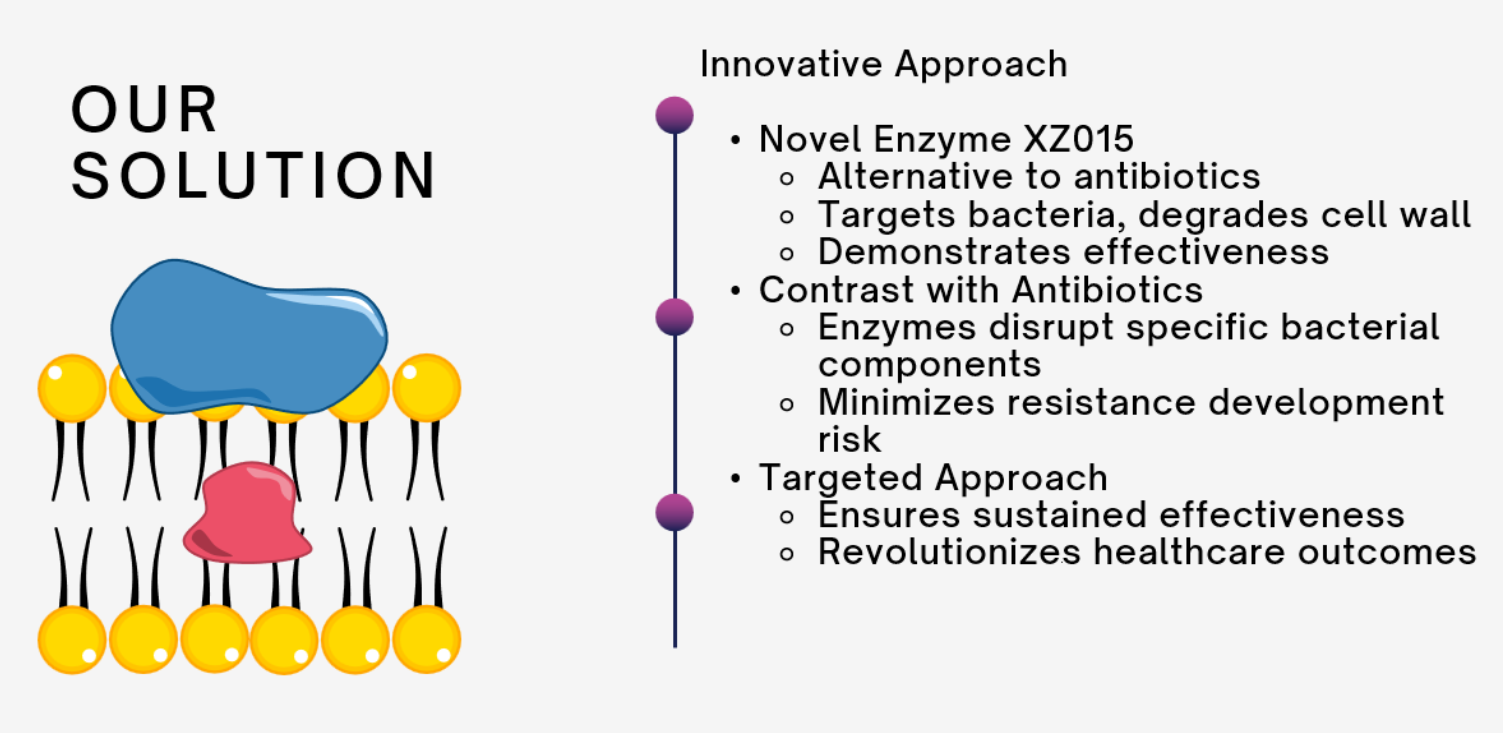 OUR
SOLUTION
Innovative Approach
• Novel Enzyme XZ015
○ Alternative to antibiotics
○ Targets bacteria, degrades cell wall
○ Demonstrates effectiveness
• Contrast with Antibiotics
○ Enzymes disrupt specific bacterial
components
○ Minimizes resistance development
risk
• Targeted Approach
○ Ensures sustained effectiveness
○ Revolutionizes healthcare outcomes